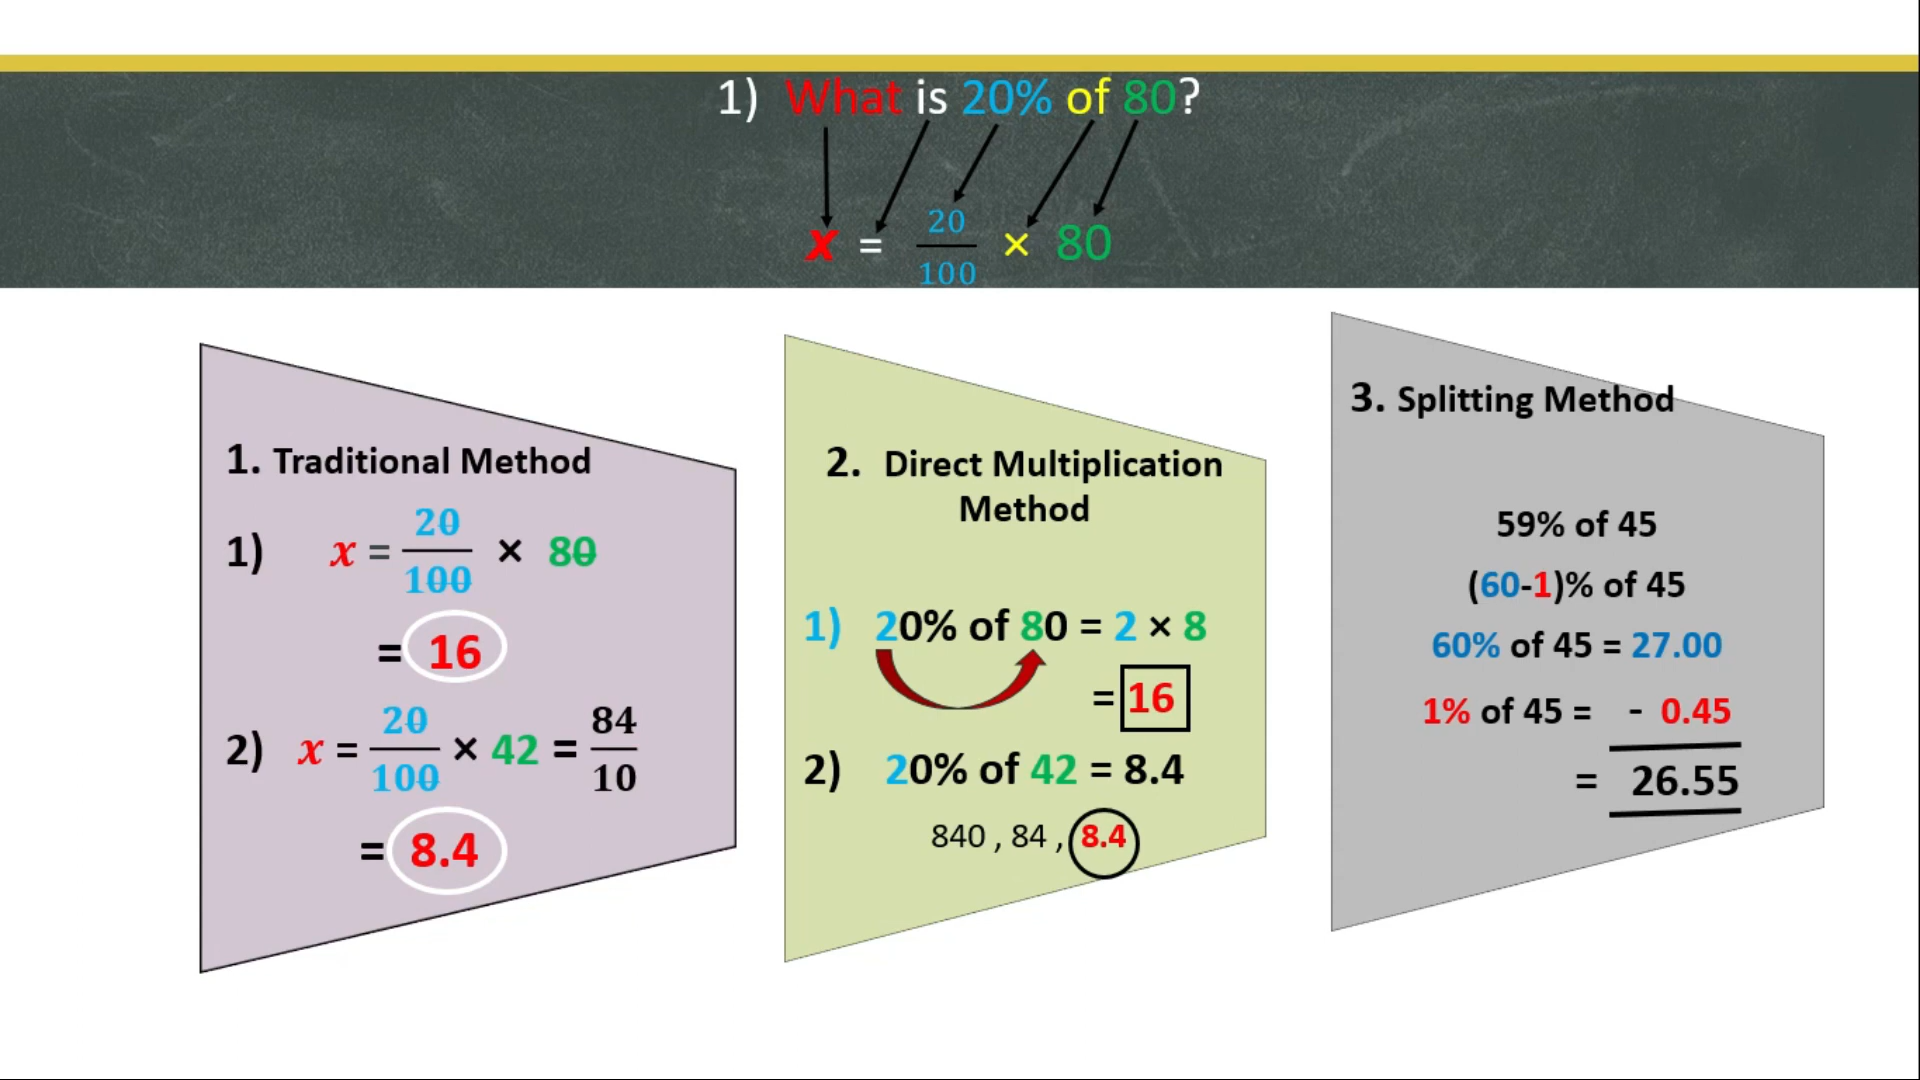 1) What is 20% of 80?
x = 20/100 × 80
1. Traditional Method
1) x = 20/100 × 80
= 16
2) x = 20/100 × 42 = 84/10
= 8.4
2. Direct Multiplication
Method
1) 20% of 80 = 2 × 8
= 16
2) 20% of 42 = 8.4
840 , 84 , 8.4
3. Splitting Method
59% of 45
(60-1)% of 45
60% of 45 = 27.00
1% of 45 = - 0.45
= 26.55